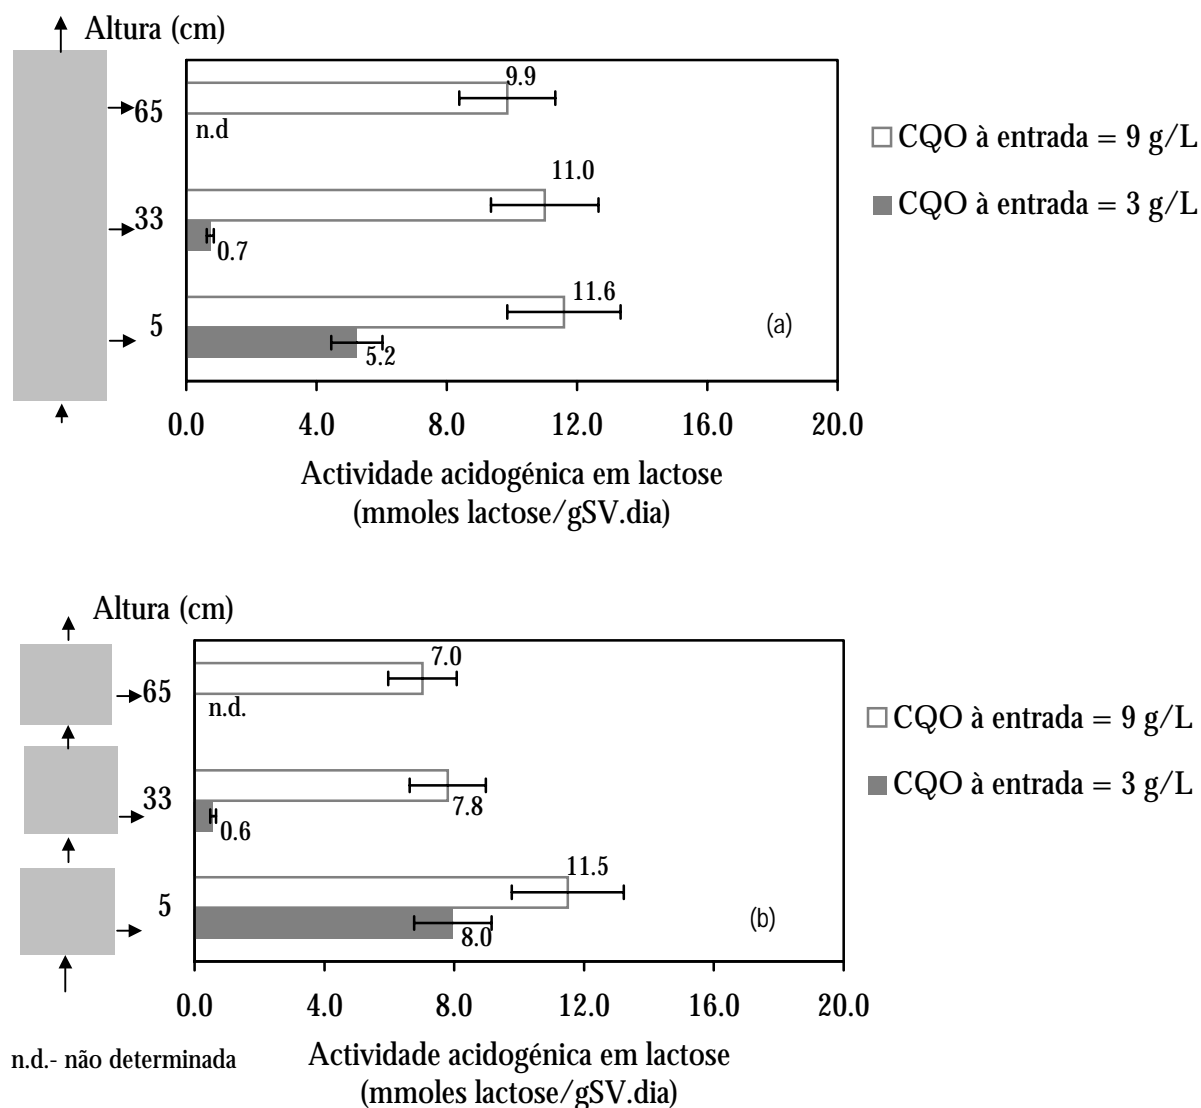 Altura (cm)
65
9.9
n.d
33
11.0
0.7
5
11.6
5.2
(a)
0.0 4.0 8.0 12.0 16.0 20.0
Actividade acidogénica em lactose
(mmoles lactose/gSV.dia)
CQO à entrada = 9 g/L
CQO à entrada = 3 g/L
Altura (cm)
65
7.0
n.d.
33
7.8
0.6
5
11.5
8.0
(b)
0.0 4.0 8.0 12.0 16.0 20.0
Actividade acidogénica em lactose
(mmoles lactose/gSV.dia)
CQO à entrada = 9 g/L
CQO à entrada = 3 g/L
n.d.- não determinada